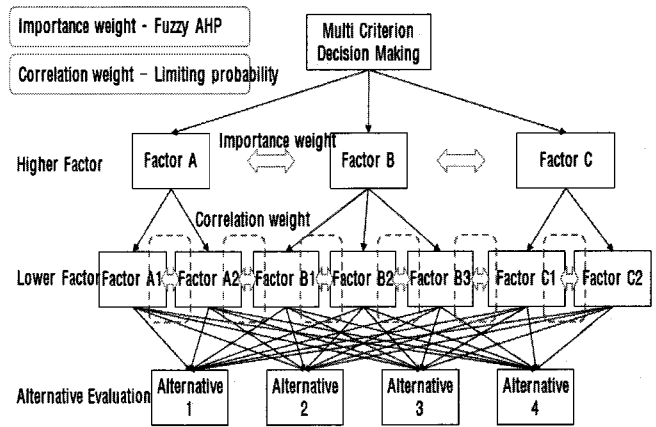 Importance weight - Fuzzy AHP
Correlation weight - Limiting probability
Multi Criterion
Decision Making
Importance weight
Higher Factor
Factor A
Factor B
Factor C
Correlation weight
Lower Factor
Factor A1
Factor A2
Factor B1
Factor B2
Factor B3
Factor C1
Factor C2
Alternative Evaluation
Alternative
1
Alternative
2
Alternative
3
Alternative
4